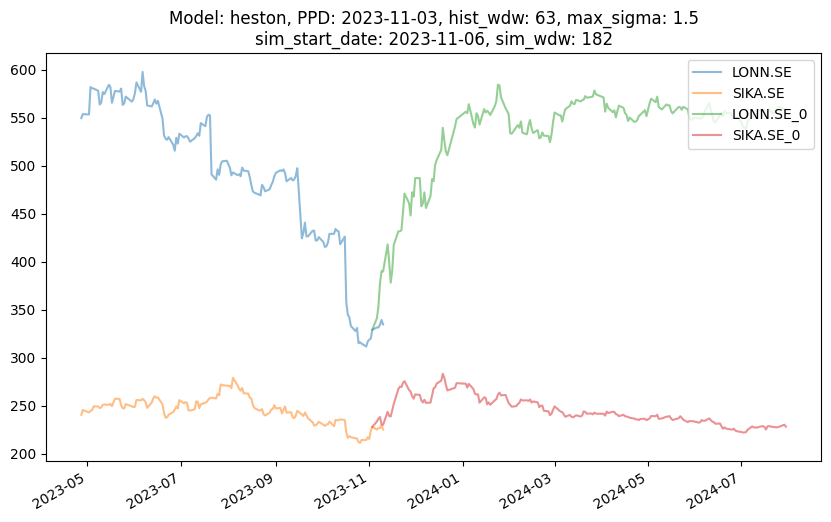 Model: heston, PPD: 2023-11-03, hist_wdw: 63, max_sigma: 1.5
sim_start_date: 2023-11-06, sim_wdw: 182
LONN.SE
SIKA.SE
LONN.SE_0
SIKA.SE_0
600
550
500
450
400
350
300
250
200
2023-05
2023-07
2023-09
2023-11
2024-01
2024-03
2024-05
2024-07